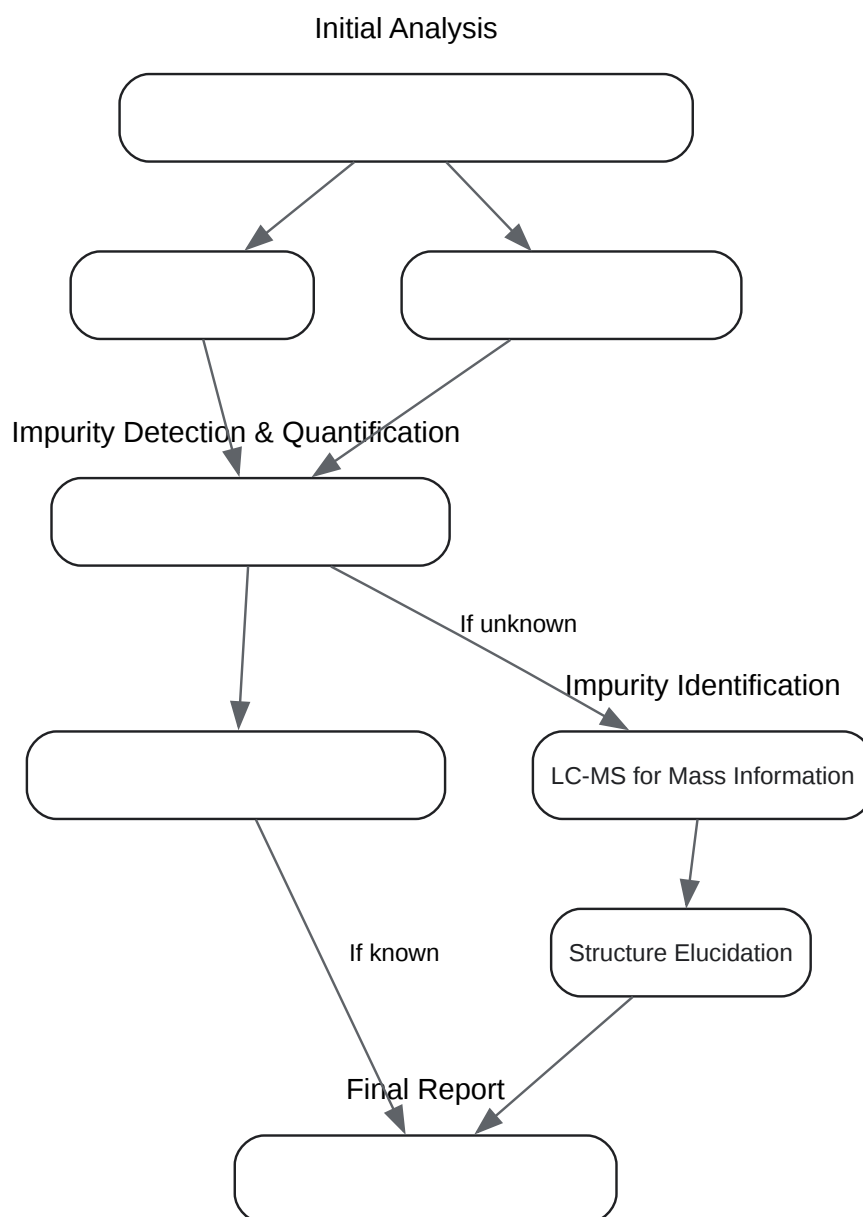 Initial Analysis
Impurity Detection & Quantification
If unknown
Impurity Identification
LC-MS for Mass Information
If known
Structure Elucidation
Final Report